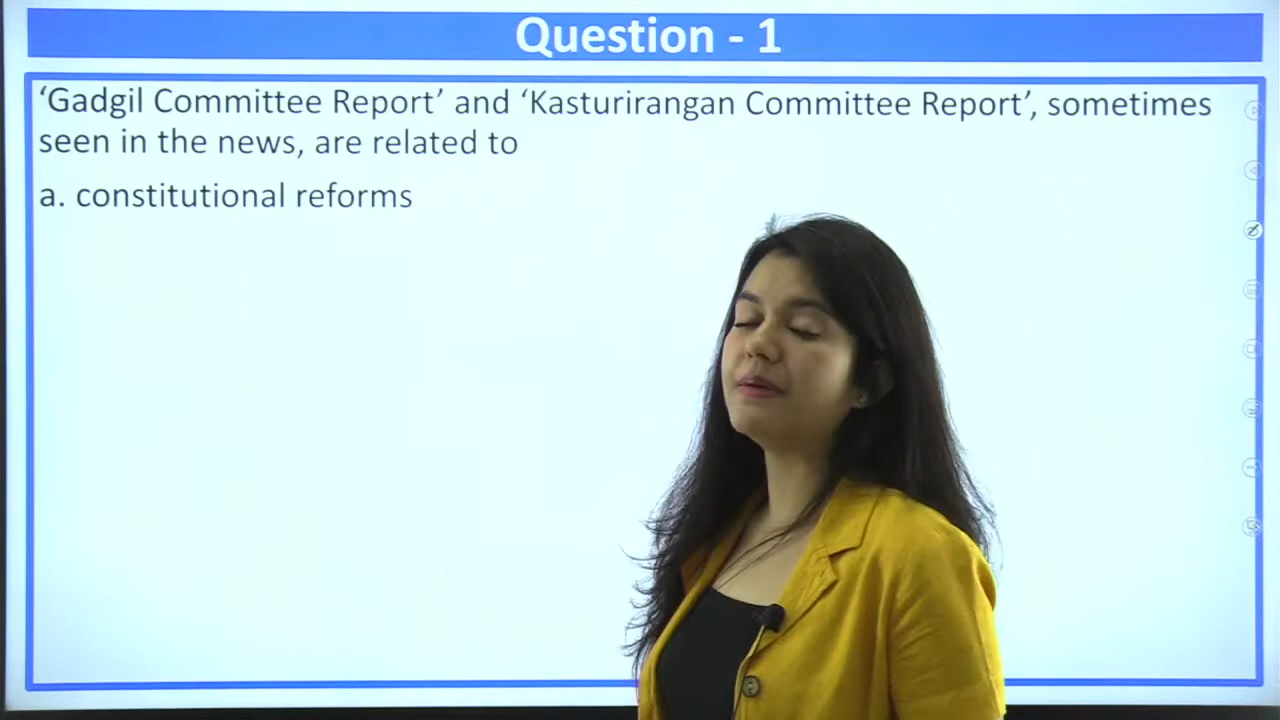 Question - 1
‘Gadgil Committee Report’ and ‘Kasturirangan Committee Report’, sometimes
seen in the news, are related to
a. constitutional reforms